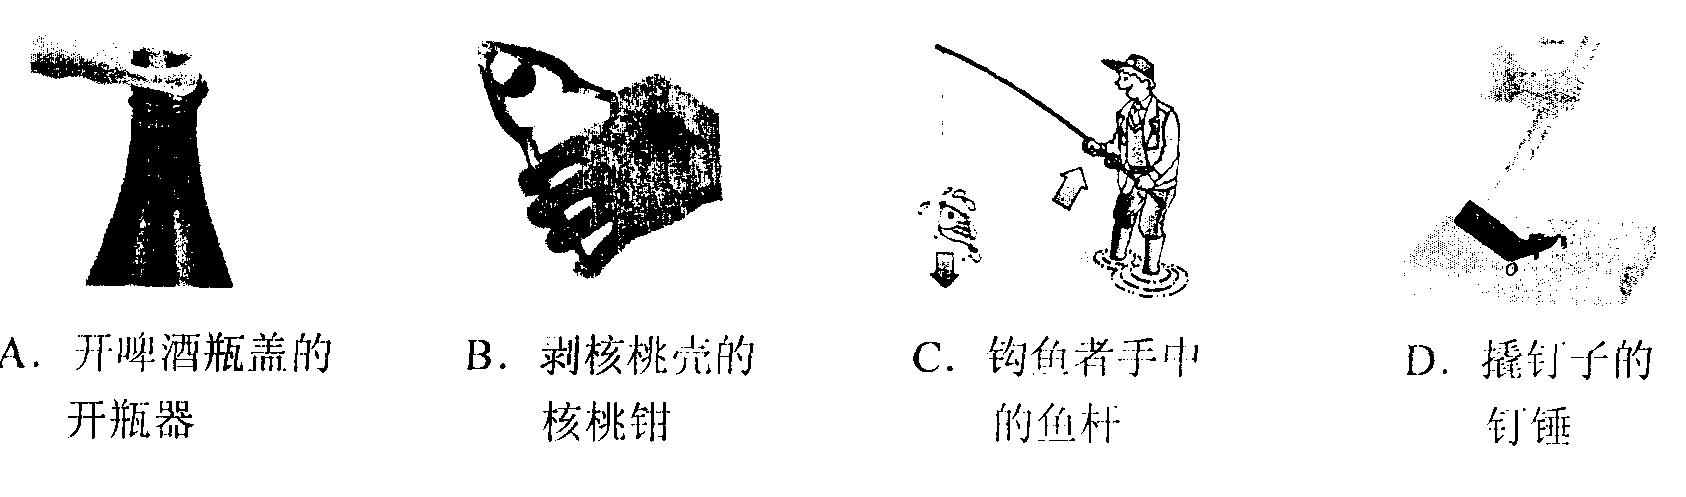 A. 开啤酒瓶盖的
开瓶器
B. 剥核桃壳的
核桃钳
C. 钩鱼者手中
的鱼杆
D. 撬钉子的
钉锤
O